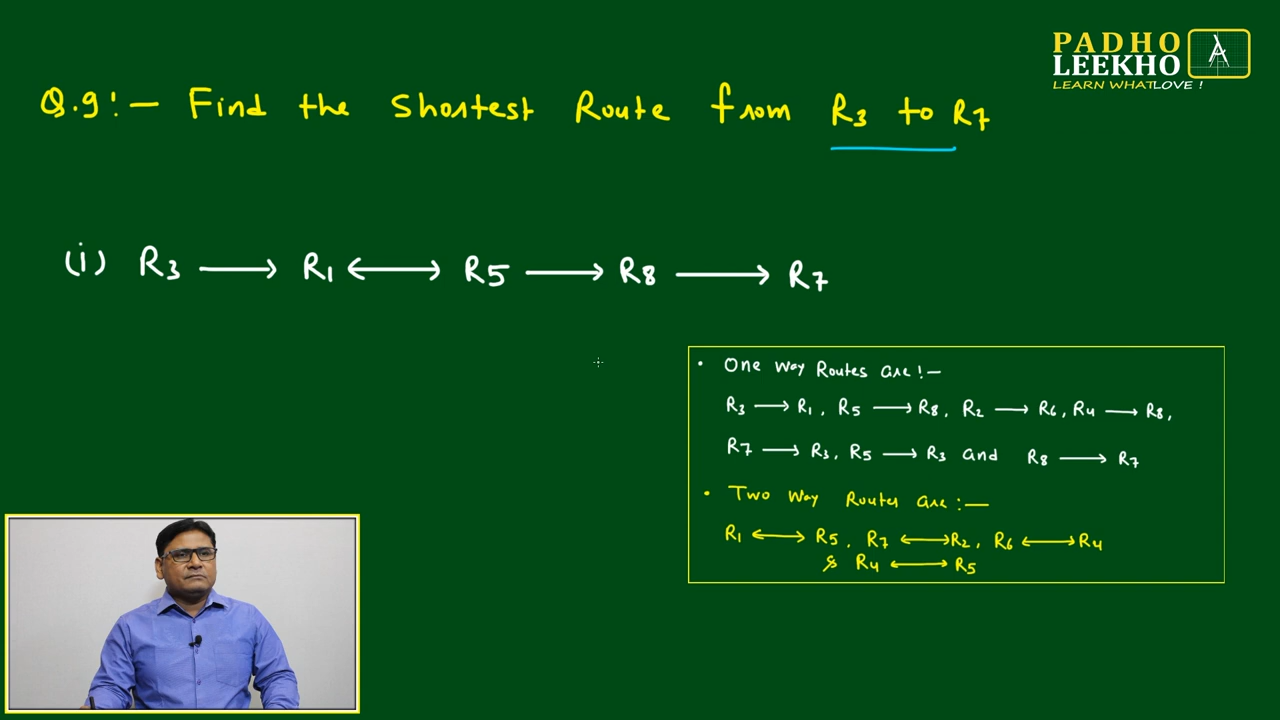 PADHO
LEEKHO
LEARN WHAT LOVE !
Q.9!- Find the Shortest Route from R3 to R7
(i) R3 ⟶ R1 ⟷ R5 ⟶ R8 ⟶ R7
• One Way Routes are!-
R3 ⟶ R1, R5 ⟶ R8, R2 ⟶ R6, R4 ⟶ R8,
R7 ⟶ R3, R5 ⟶ R3 and R8 ⟶ R7
• Two Way Routes are:-
R1 ⟷ R5, R7 ⟷ R2, R6 ⟷ R4
& R4 ⟷ R5